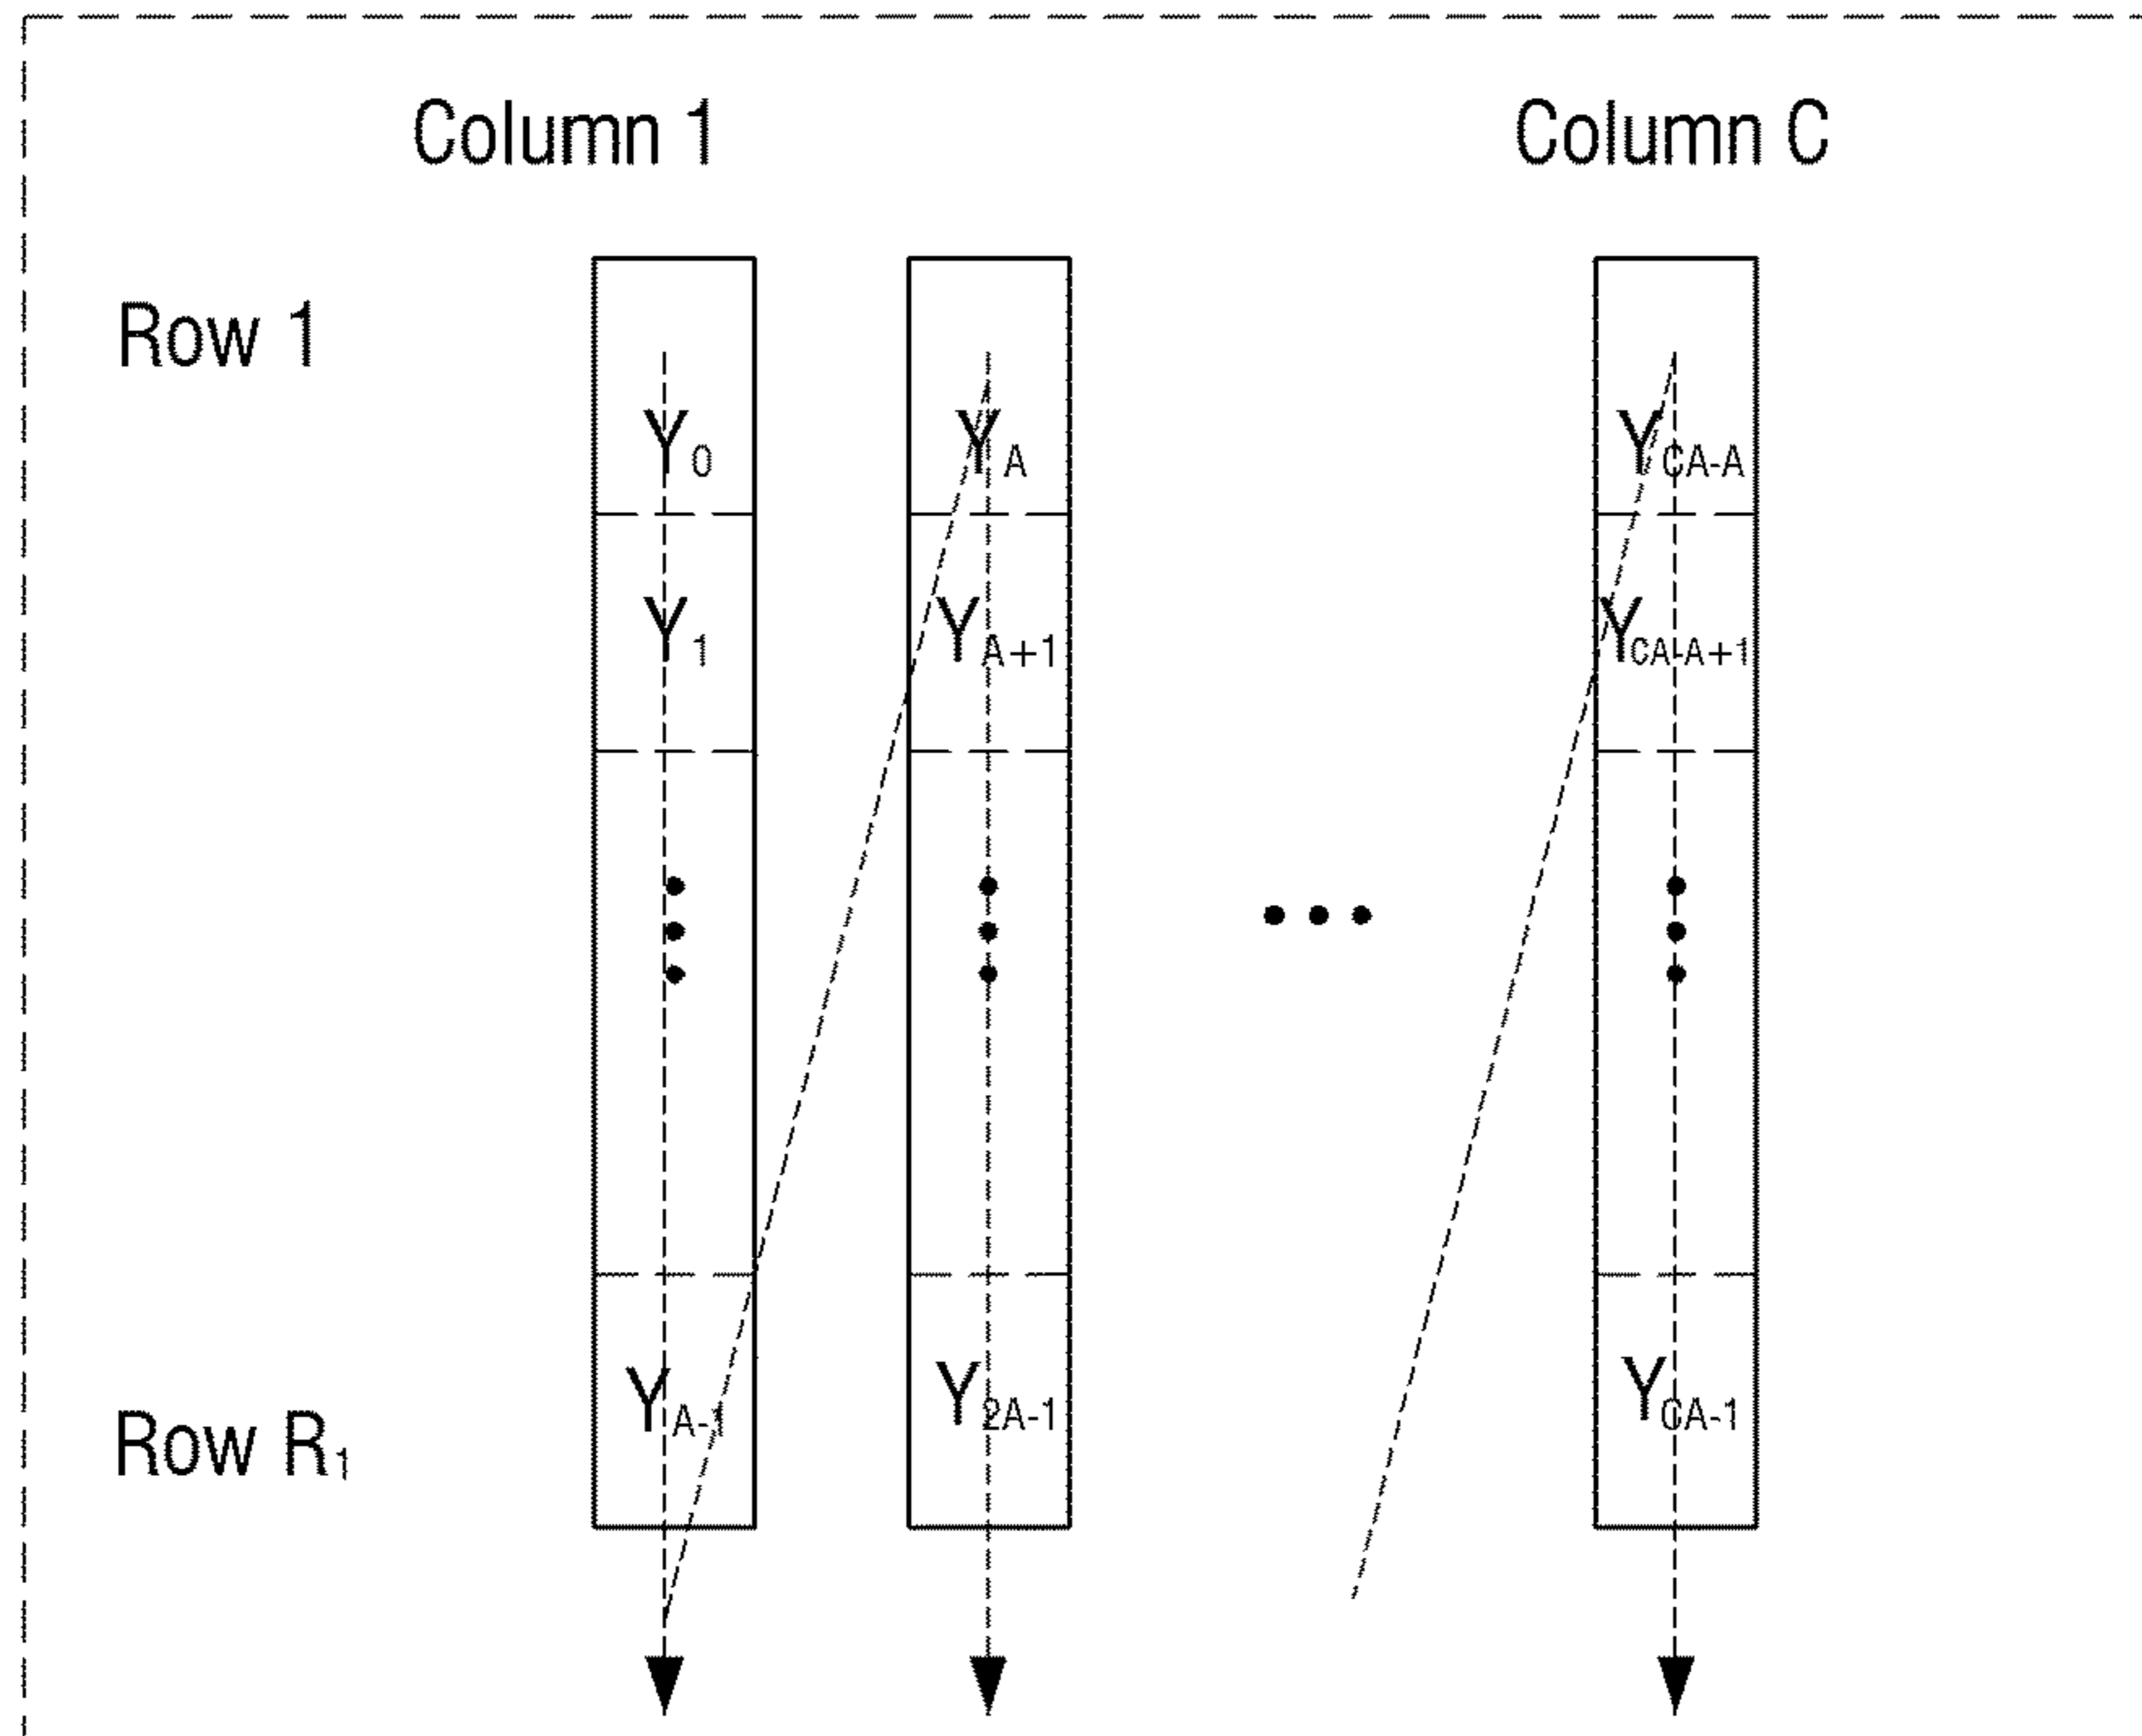 Column 1 Column C
Row 1
Y0 YA YCA-A
Y1 YA+1 YCA-A+1
YA-1 Y2A-1 YCA-1
Row R1